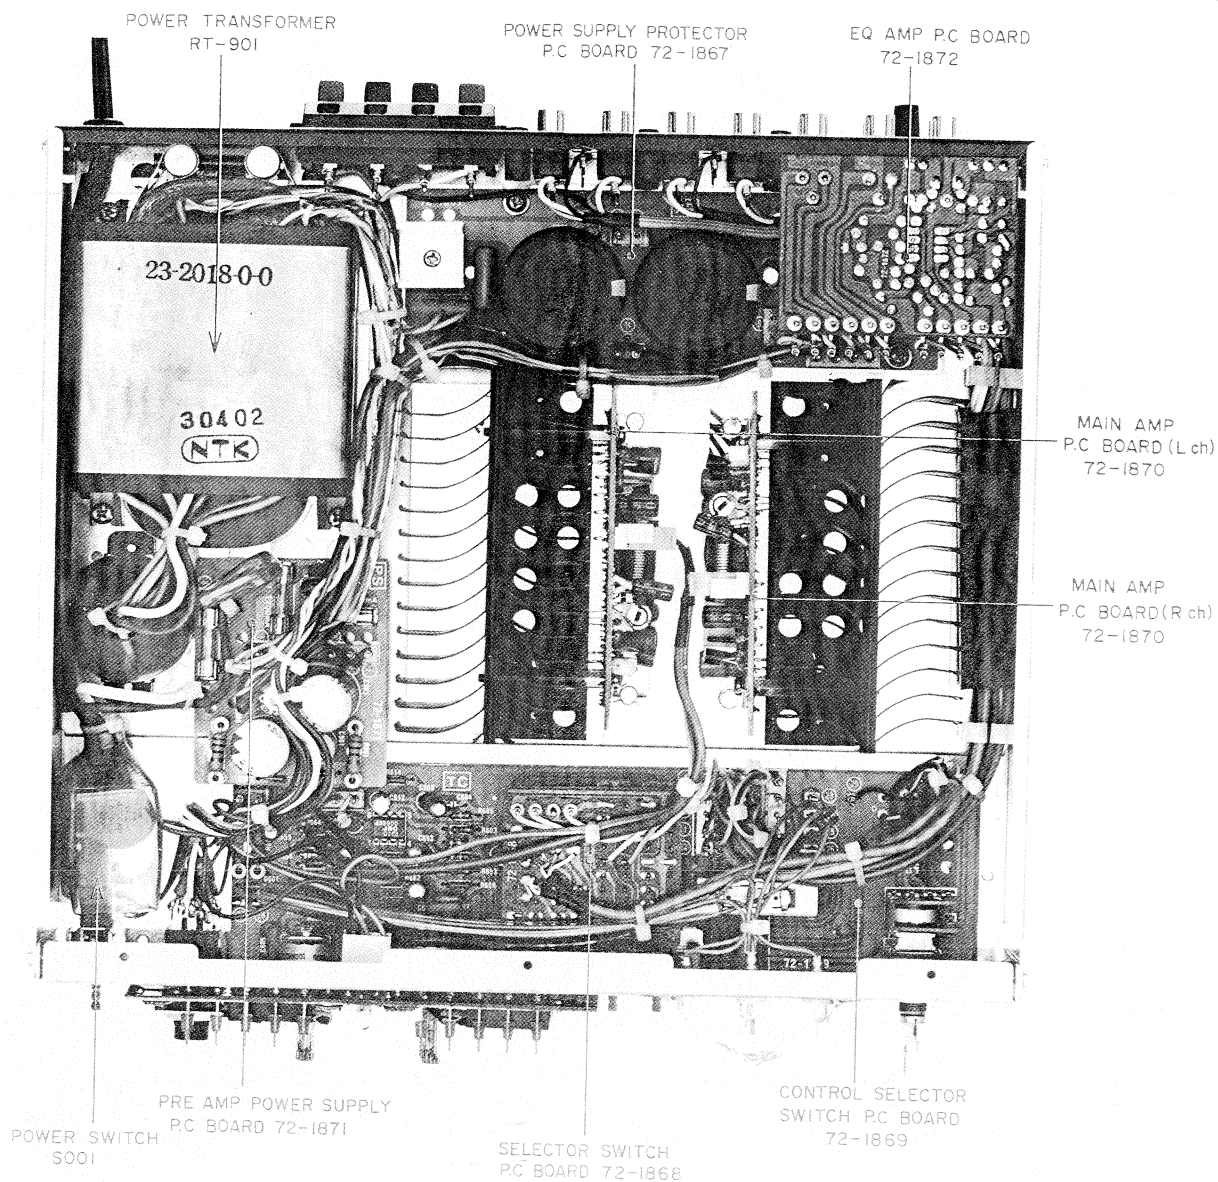 POWER TRANSFORMER
RT-901
POWER SUPPLY PROTECTOR
P.C BOARD 72-1867
EQ AMP P.C BOARD
72-1872
23-2018-0-0
30402
NTK
MAIN AMP
P.C BOARD (L ch)
72-1870
MAIN AMP
P.C BOARD (R ch)
72-1870
PS
TC
PRE AMP POWER SUPPLY
P.C BOARD 72-1871
POWER SWITCH
S001
SELECTOR SWITCH
P.C BOARD 72-1868
CONTROL SELECTOR
SWITCH P.C BOARD
72-1869